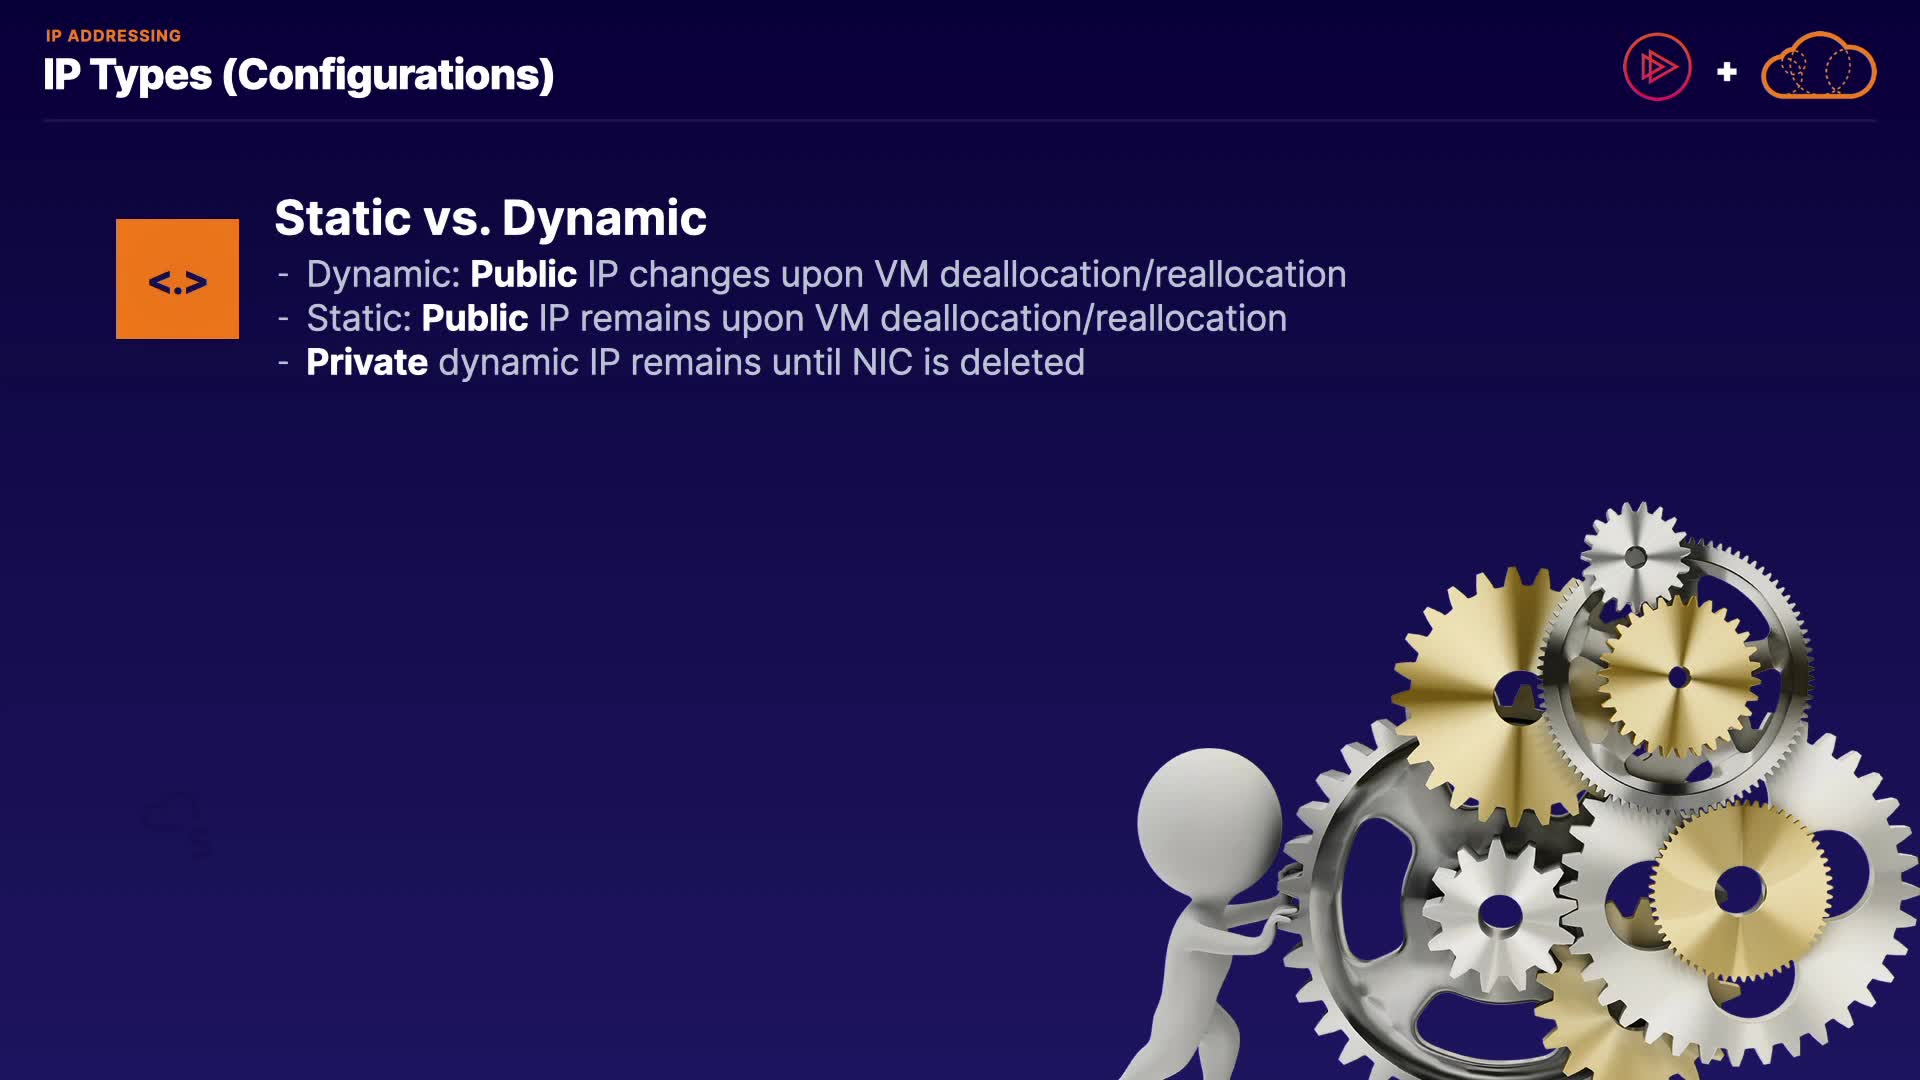 IP ADDRESSING
IP Types (Configurations)
+
<.>
Static vs. Dynamic
- Dynamic: Public IP changes upon VM deallocation/reallocation
- Static: Public IP remains upon VM deallocation/reallocation
- Private dynamic IP remains until NIC is deleted